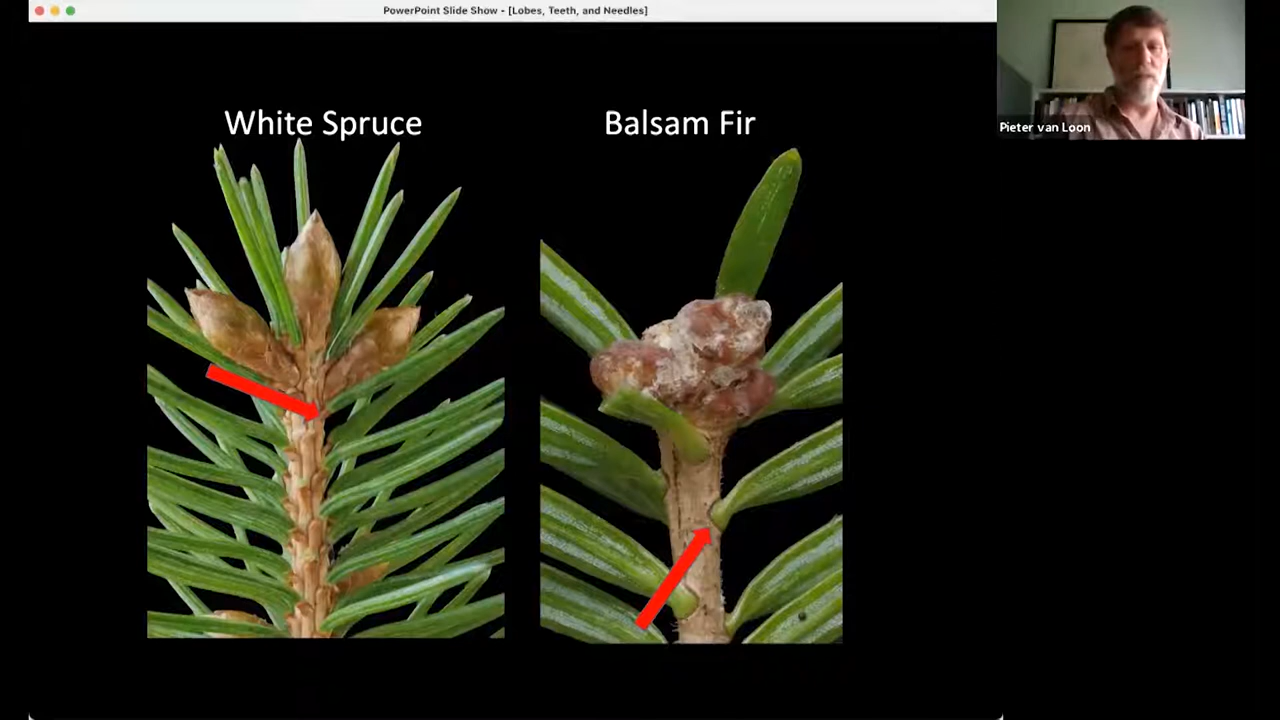 PowerPoint Slide Show - [Lobes, Teeth, and Needles]
White Spruce
Balsam Fir
Pieter van Loon